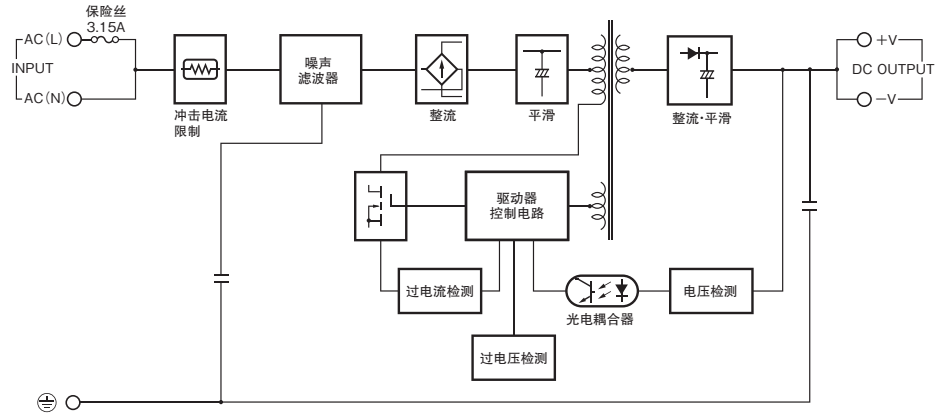 保险丝
3.15A
AC(L)
INPUT
AC(N)
冲击电流
限制
噪声
滤波器
整流
平滑
整流·平滑
+V
DC OUTPUT
-V
驱动器
控制电路
过电流检测
光电耦合器
电压检测
过电压检测